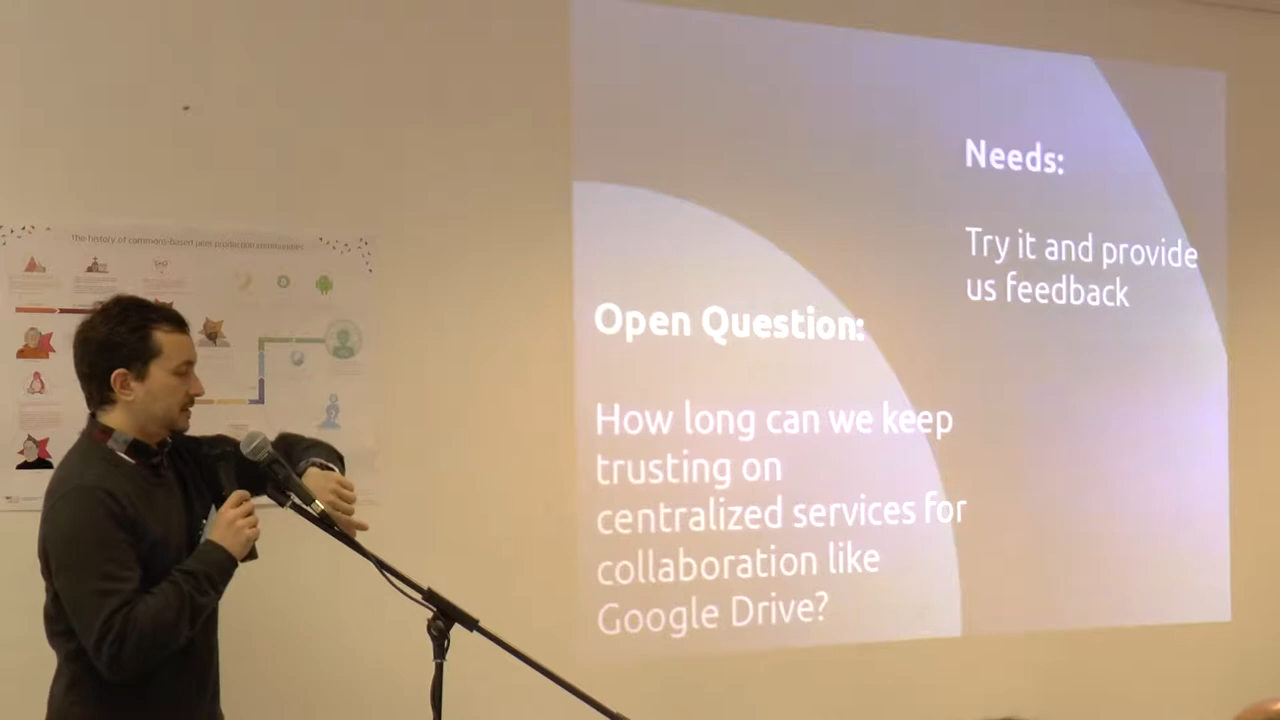 The history of commons-based peer production communities
Needs:
Try it and provide
us feedback
Open Question:
How long can we keep
trusting on
centralized services for
collaboration like
Google Drive?